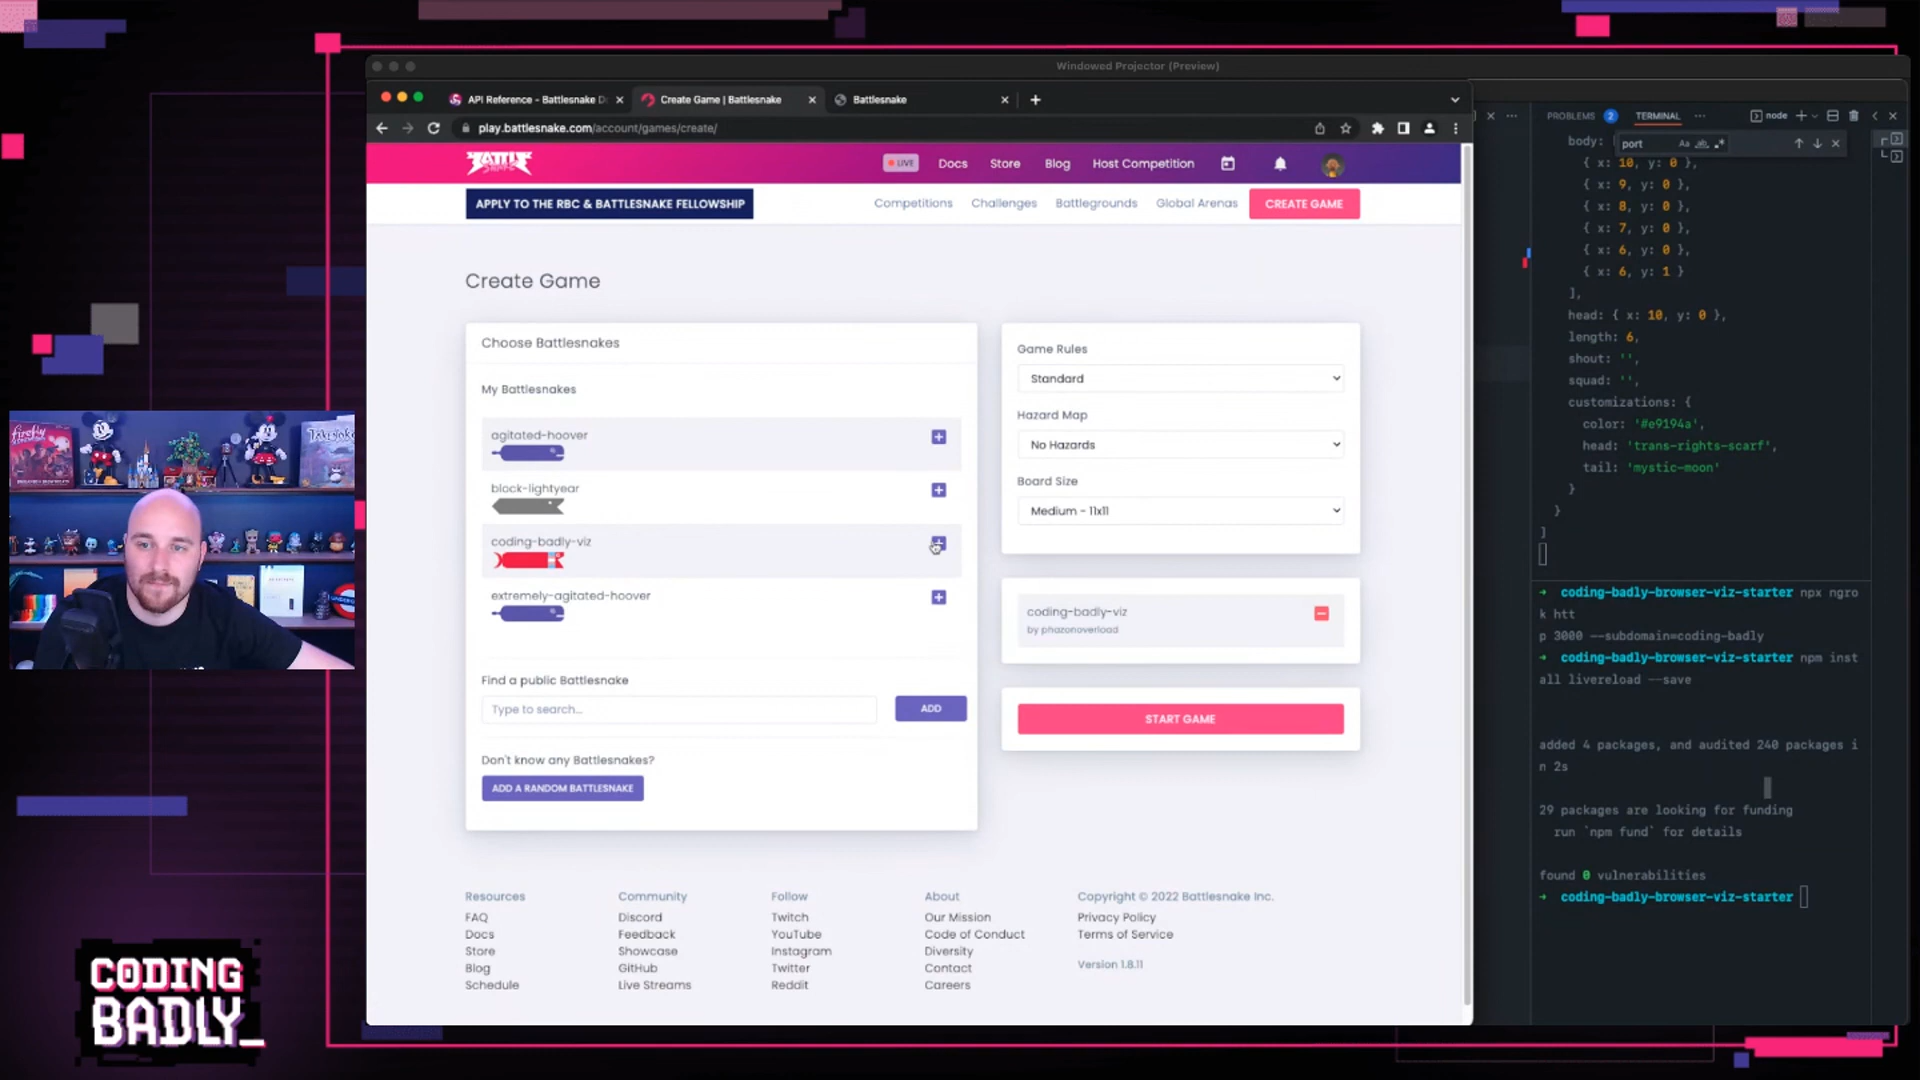 Windowed Projector (Preview)
API Reference - Battlesnake D
Create Game | Battlesnake
Battlesnake
play.battlesnake.com/account/games/create/
BATTLE SNAKE
LIVE
Docs
Store
Blog
Host Competition
APPLY TO THE RBC & BATTLESNAKE FELLOWSHIP
Competitions
Challenges
Battlegrounds
Global Arenas
CREATE GAME
Create Game
Choose Battlesnakes
My Battlesnakes
agitated-hoover
block-lightyear
coding-badly-viz
extremely-agitated-hoover
Find a public Battlesnake
Type to search...
ADD
Don't know any Battlesnakes?
ADD A RANDOM BATTLESNAKE
Game Rules
Standard
Hazard Map
No Hazards
Board Size
Medium - 11x11
coding-badly-viz
by phazonoverload
START GAME
Resources
FAQ
Docs
Store
Blog
Schedule
Community
Discord
Feedback
Showcase
GitHub
Live Streams
Follow
Twitch
YouTube
Instagram
Twitter
Reddit
About
Our Mission
Code of Conduct
Diversity
Contact
Careers
Copyright © 2022 Battlesnake Inc.
Privacy Policy
Terms of Service
Version 1.8.11
PROBLEMS 2
TERMINAL
node
port
Aa
ab
body: [
{ x: 10, y: 0 },
{ x: 9, y: 0 },
{ x: 8, y: 0 },
{ x: 7, y: 0 },
{ x: 6, y: 0 },
{ x: 6, y: 1 }
],
head: { x: 10, y: 0 },
length: 6,
shout: '',
squad: '',
customizations: {
color: '#e9194a',
head: 'trans-rights-scarf',
tail: 'mystic-moon'
}
}
]
➜ coding-badly-browser-viz-starter npx ngro
k htt
p 3000 --subdomain=coding-badly
➜ coding-badly-browser-viz-starter npm inst
all livereload --save
added 4 packages, and audited 240 packages i
n 2s
29 packages are looking for funding
run `npm fund` for details
found 0 vulnerabilities
➜ coding-badly-browser-viz-starter
firefly
TAKENOKO
CODING
BADLY_